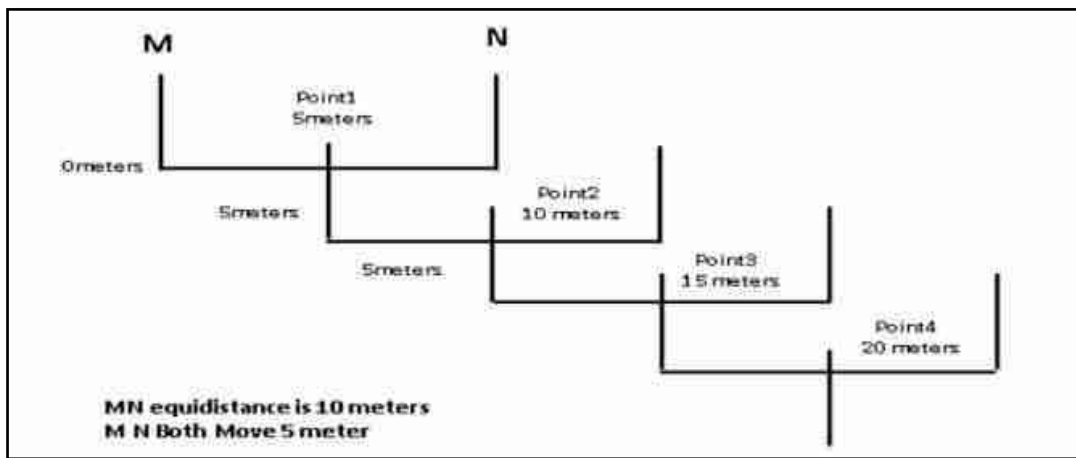 M
N
Point1
5meters
0meters
Point2
10 meters
5meters
5meters
Point3
15 meters
Point4
20 meters
MN equidistance is 10 meters
M N Both Move 5 meter